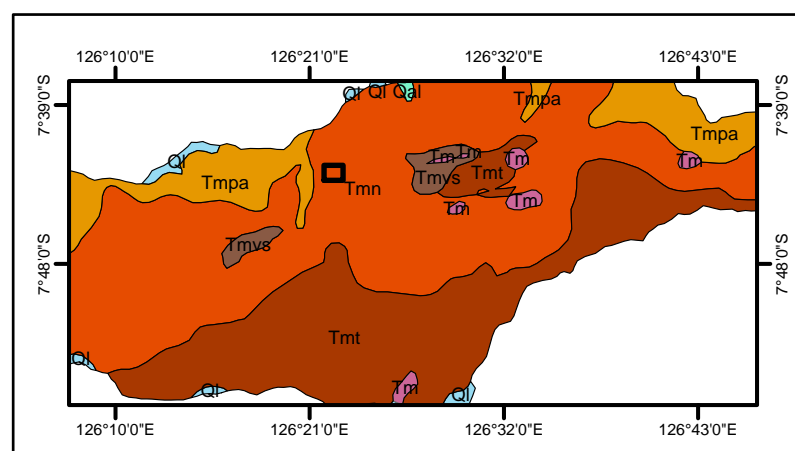 126°10'0"E 126°21'0"E 126°32'0"E 126°43'0"E
7°39'0"S 7°39'0"S
Ql Ql Qal
Tmpa
Tmpa
Ql Tm Tm Tm Tm
Tmpa Tmn Tmvs Tmt
Tm Tm
Tmvs
7°48'0"S 7°48'0"S
Tmt
Ql
Ql Tm Ql
126°10'0"E 126°21'0"E 126°32'0"E 126°43'0"E